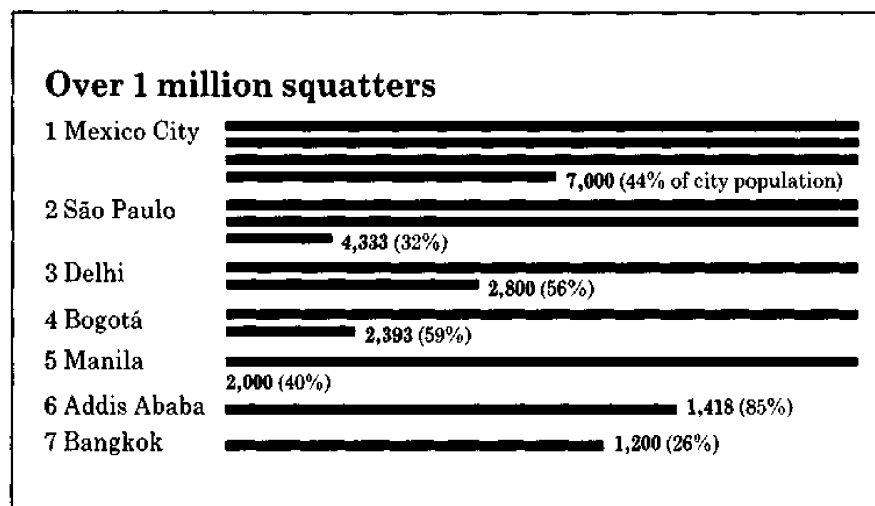 Over 1 million squatters
1 Mexico City
7,000 (44% of city population)
2 São Paulo
4,333 (32%)
3 Delhi
2,800 (56%)
4 Bogotá
2,393 (59%)
5 Manila
2,000 (40%)
6 Addis Ababa 1,418 (85%)
7 Bangkok 1,200 (26%)